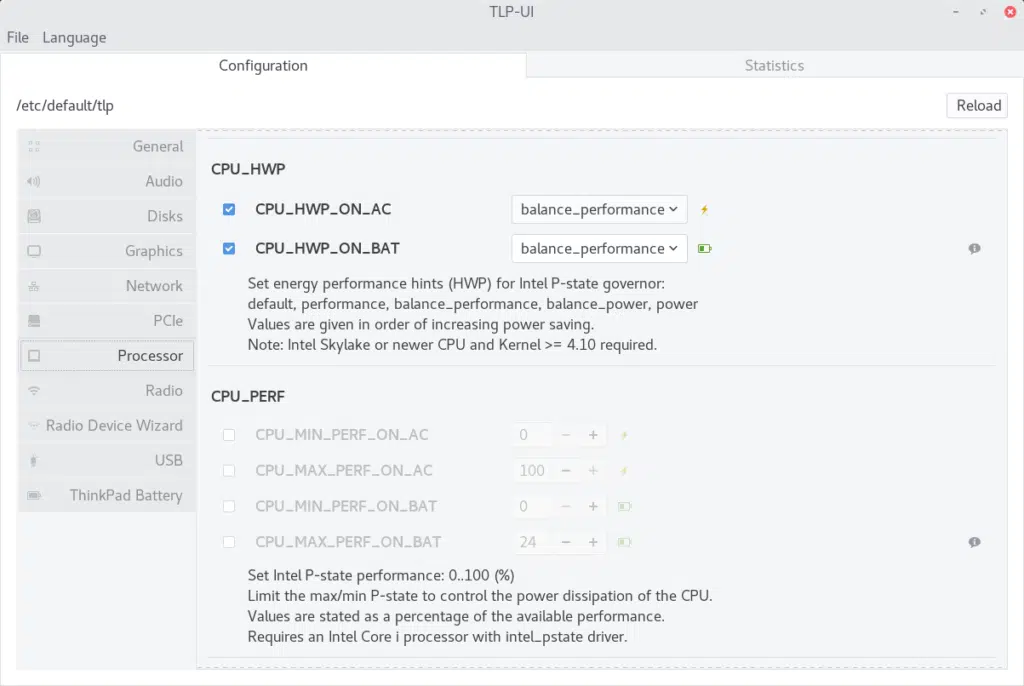 TLP-UI
File Language
Configuration Statistics
/etc/default/tlp Reload
General
Audio
Disks
Graphics
Network
PCIe
Processor
Radio
Radio Device Wizard
USB
ThinkPad Battery
CPU_HWP
CPU_HWP_ON_AC balance_performance
CPU_HWP_ON_BAT balance_performance
Set energy performance hints (HWP) for Intel P-state governor:
default, performance, balance_performance, balance_power, power
Values are given in order of increasing power saving.
Note: Intel Skylake or newer CPU and Kernel >= 4.10 required.
CPU_PERF
CPU_MIN_PERF_ON_AC 0 − +
CPU_MAX_PERF_ON_AC 100 − +
CPU_MIN_PERF_ON_BAT 0 − +
CPU_MAX_PERF_ON_BAT 24 − +
Set Intel P-state performance: 0..100 (%)
Limit the max/min P-state to control the power dissipation of the CPU.
Values are stated as a percentage of the available performance.
Requires an Intel Core i processor with intel_pstate driver.